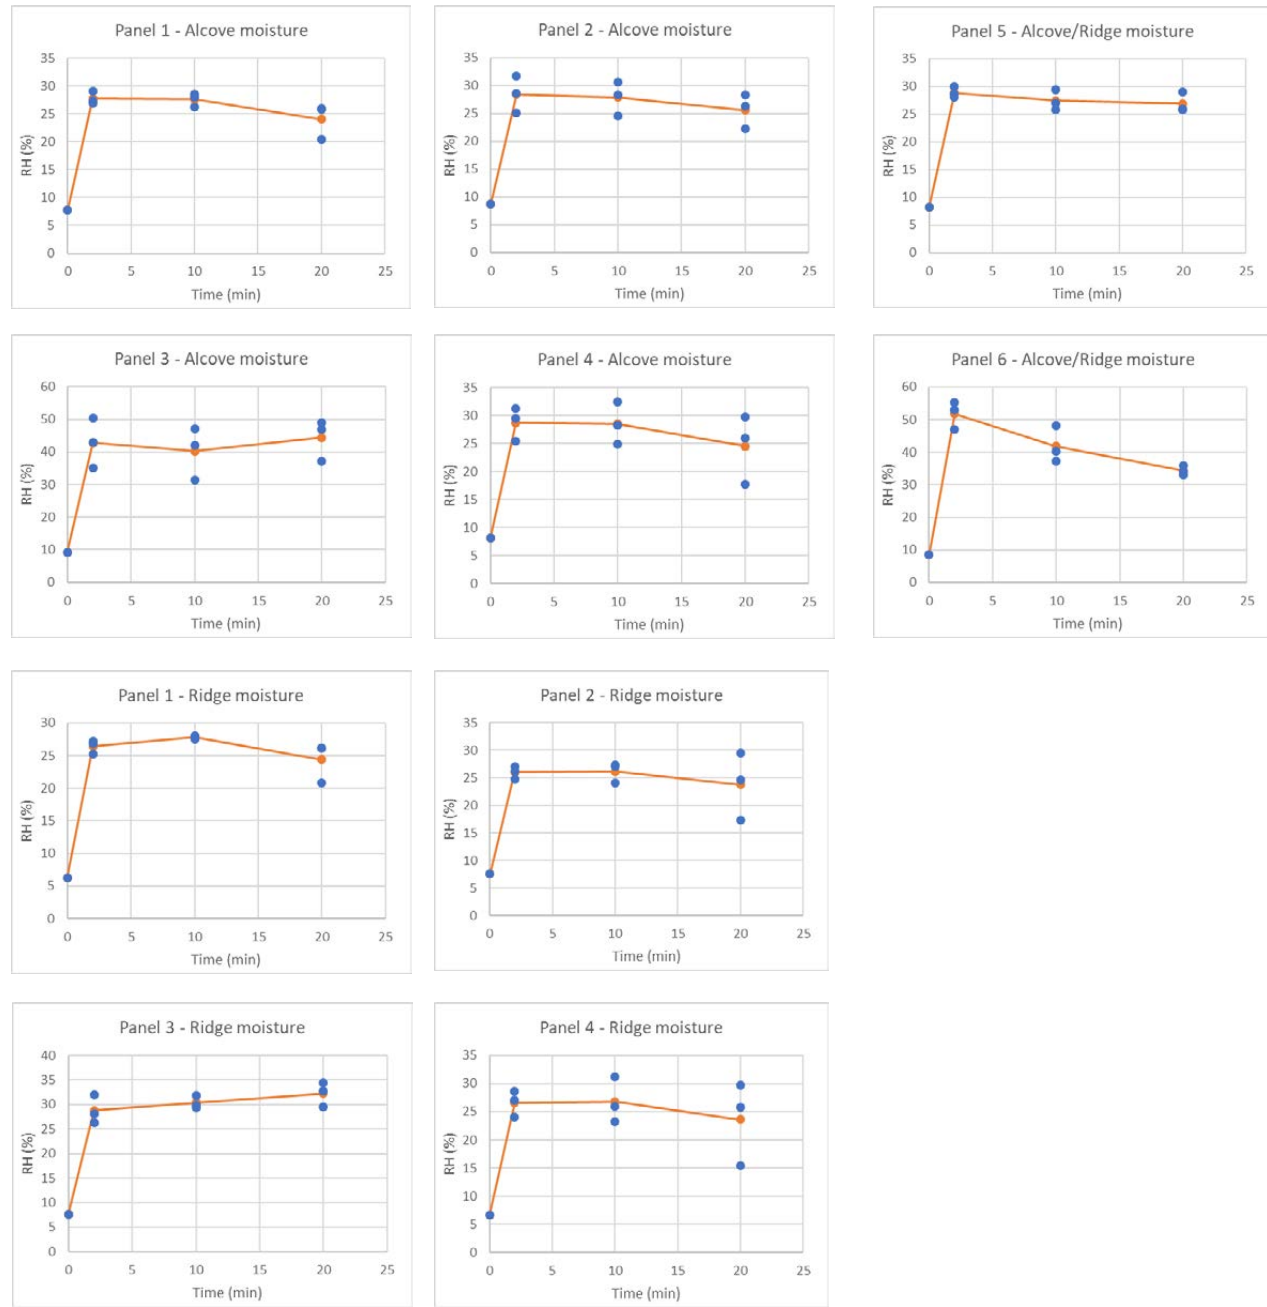 Panel 1 - Alcove moisture
35
30
25
20
15
10
5
0
RH (%)
0 5 10 15 20 25
Time (min)
Panel 2 - Alcove moisture
35
30
25
20
15
10
5
0
RH (%)
0 5 10 15 20 25
Time (min)
Panel 5 - Alcove/Ridge moisture
35
30
25
20
15
10
5
0
RH (%)
0 5 10 15 20 25
Time (min)
Panel 3 - Alcove moisture
60
50
40
30
20
10
0
RH (%)
0 5 10 15 20 25
Time (min)
Panel 4 - Alcove moisture
35
30
25
20
15
10
5
0
RH (%)
0 5 10 15 20 25
Time (min)
Panel 6 - Alcove/Ridge moisture
60
50
40
30
20
10
0
RH (%)
0 5 10 15 20 25
Time (min)
Panel 1 - Ridge moisture
30
25
20
15
10
5
0
RH (%)
0 5 10 15 20 25
Time (min)
Panel 2 - Ridge moisture
35
30
25
20
15
10
5
0
RH (%)
0 5 10 15 20 25
Time (min)
Panel 3 - Ridge moisture
40
35
30
25
20
15
10
5
0
RH (%)
0 5 10 15 20 25
Time (min)
Panel 4 - Ridge moisture
35
30
25
20
15
10
5
0
RH (%)
0 5 10 15 20 25
Time (min)